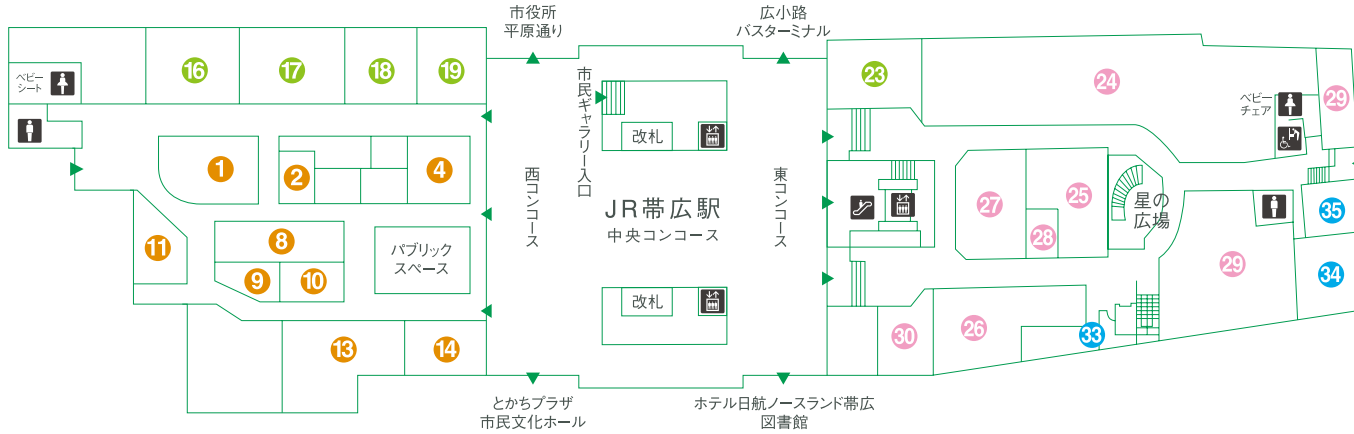 市役所
平原通り
広小路
バスターミナル
ベビー
シート
16
17
18
19
23
24
29
ベビー
チェア
市民ギャラリー入口
改札
1
2
4
西コンコース
JR帯広駅
中央コンコース
東コンコース
27
25
28
星の
広場
35
11
8
9
10
パブリック
スペース
29
34
改札
13
14
30
26
33
とかちプラザ
市民文化ホール
ホテル日航ノースランド帯広
図書館